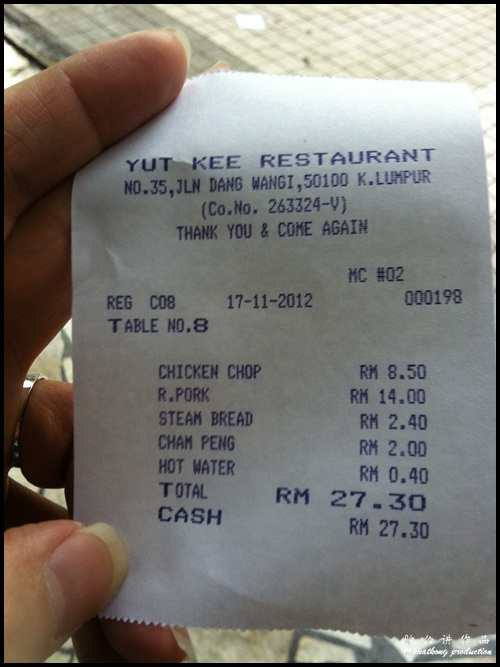 YUT KEE RESTAURANT
NO.35,JLN DANG WANGI,50100 K.LUMPUR
(Co.No. 263324-V)
THANK YOU & COME AGAIN
MC #02
REG C08 17-11-2012 000198
TABLE NO.8
CHICKEN CHOP RM 8.50
R.PORK RM 14.00
STEAM BREAD RM 2.40
CHAM PENG RM 2.00
HOT WATER RM 0.40
TOTAL RM 27.30
CASH RM 27.30
production